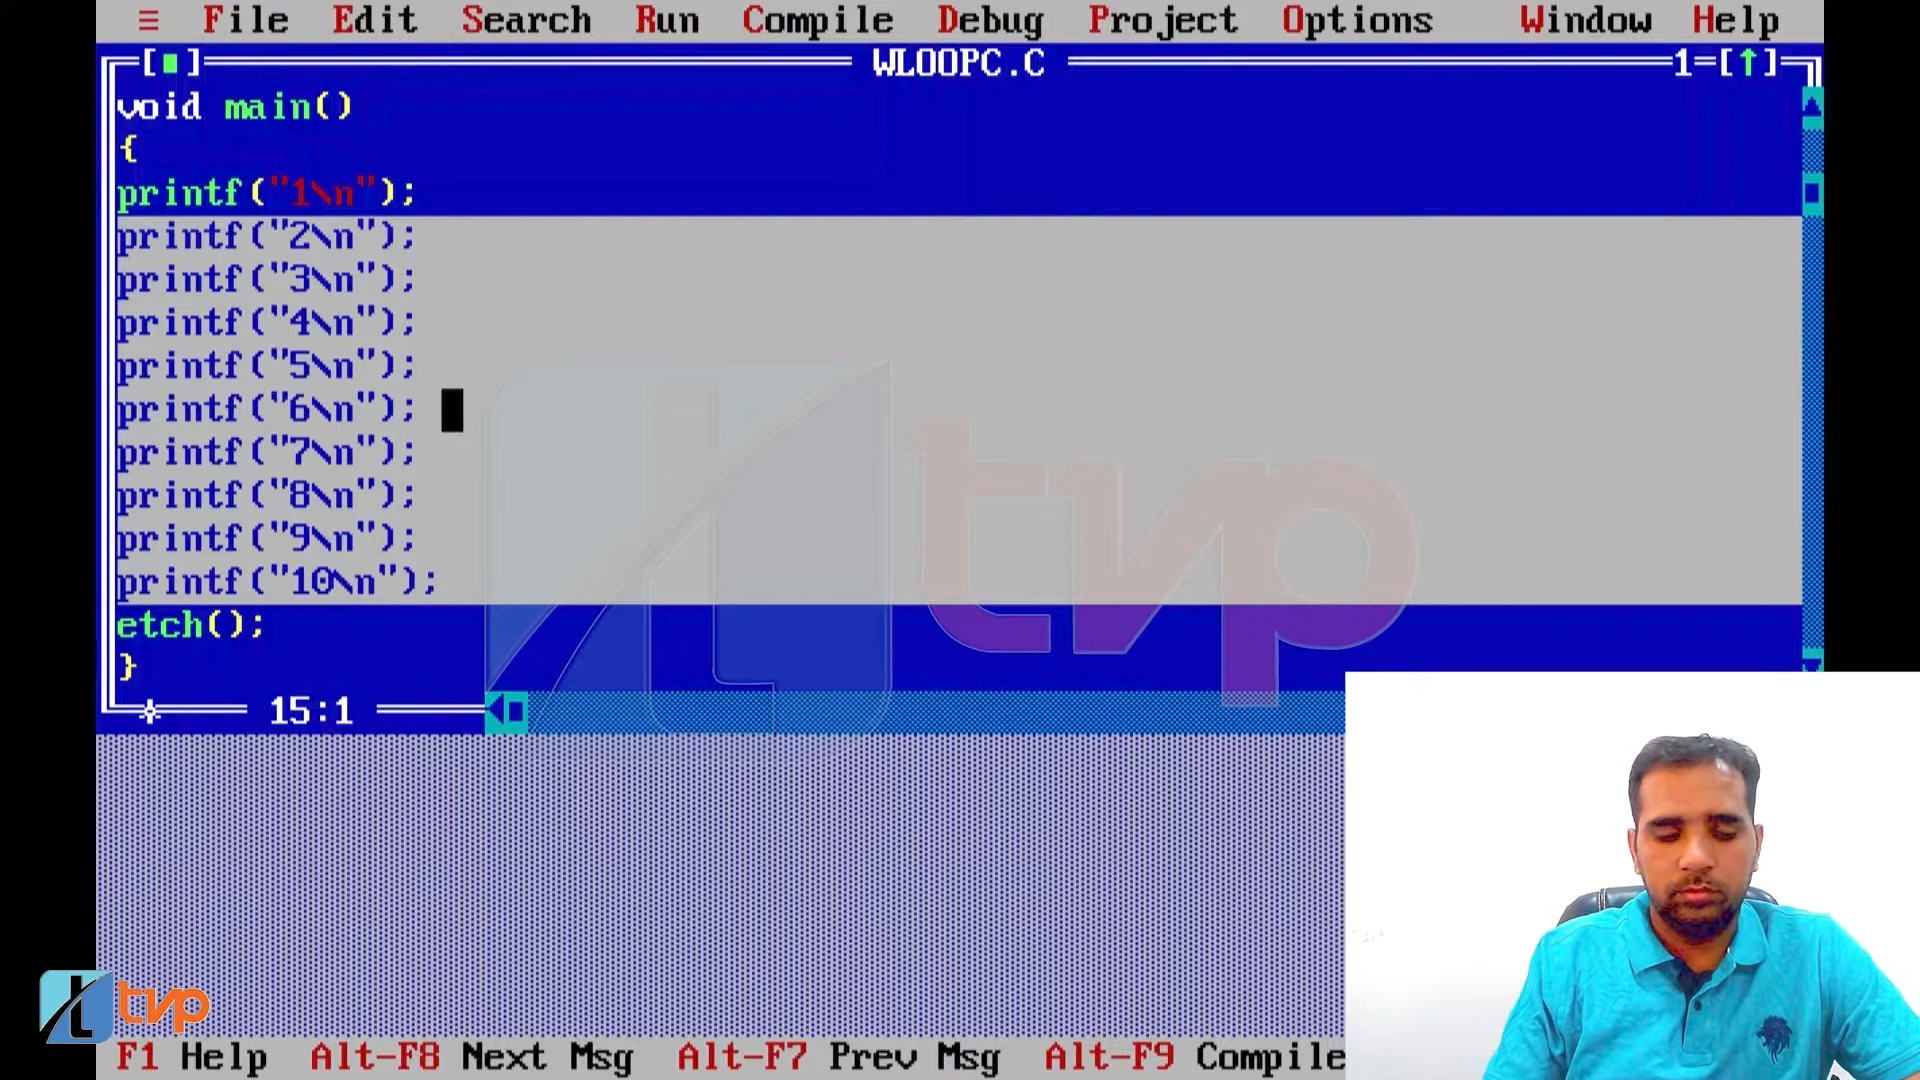 ≡ File Edit Search Run Compile Debug Project Options Window Help
[■] WLOOPC.C 1=[↑]
void main()
{
printf("1\n");
printf("2\n");
printf("3\n");
printf("4\n");
printf("5\n");
printf("6\n");
printf("7\n");
printf("8\n");
printf("9\n");
printf("10\n");
etch();
}
15:1
tvp
tvp
F1 Help Alt-F8 Next Msg Alt-F7 Prev Msg Alt-F9 Compile